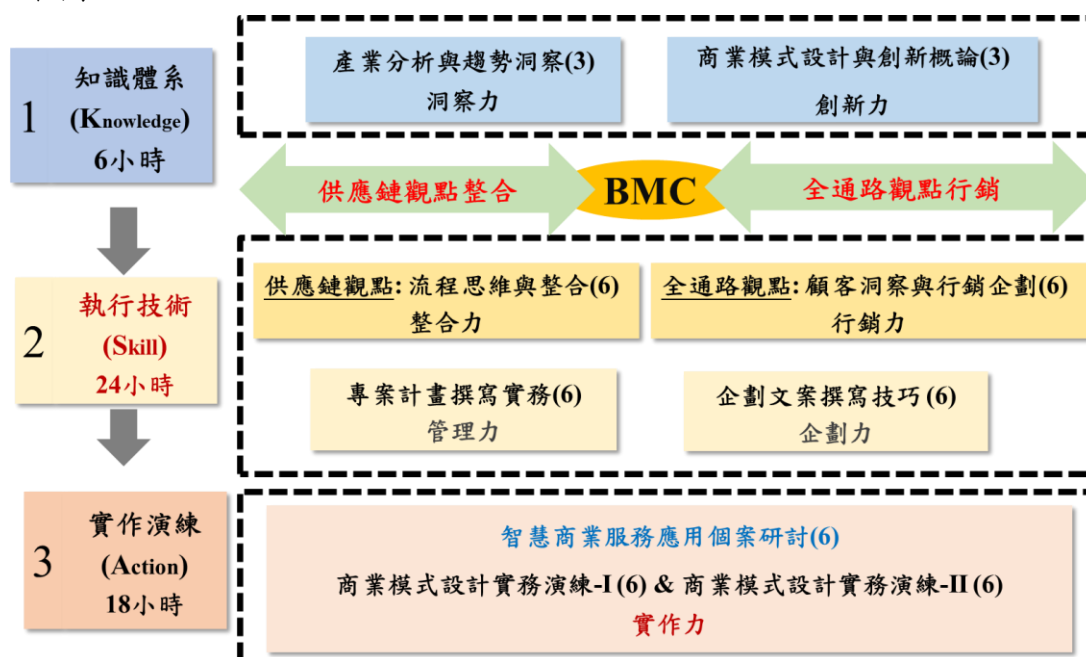 1
知識體系
(Knowledge)
6小時
產業分析與趨勢洞察(3)
洞察力
商業模式設計與創新概論(3)
創新力
供應鏈觀點整合
BMC
全通路觀點行銷
2
執行技術
(Skill)
24小時
供應鏈觀點:流程思維與整合(6)
整合力
全通路觀點:顧客洞察與行銷企劃(6)
行銷力
專案計畫撰寫實務(6)
管理力
企劃文案撰寫技巧(6)
企劃力
3
實作演練
(Action)
18小時
智慧商業服務應用個案研討(6)
商業模式設計實務演練-I(6) & 商業模式設計實務演練-II(6)
實作力